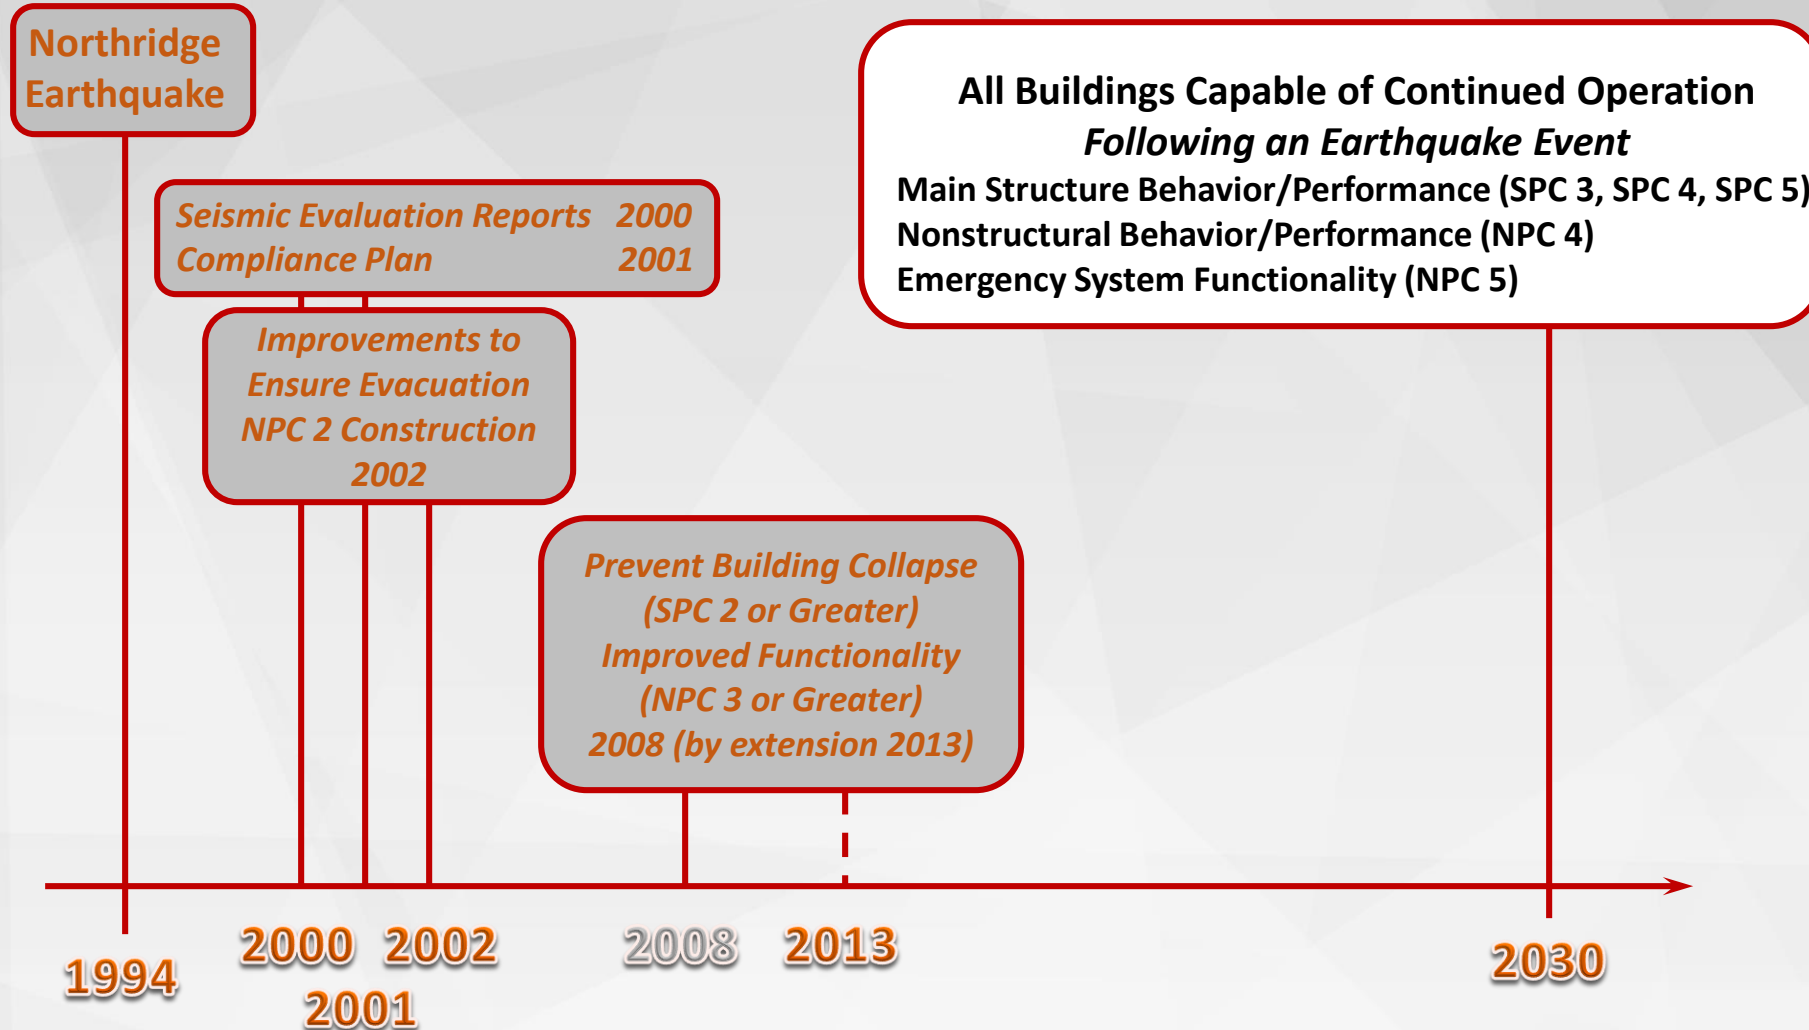 Northridge
Earthquake
All Buildings Capable of Continued Operation
Following an Earthquake Event
Main Structure Behavior/Performance (SPC 3, SPC 4, SPC 5)
Nonstructural Behavior/Performance (NPC 4)
Emergency System Functionality (NPC 5)
Seismic Evaluation Reports 2000
Compliance Plan 2001
Improvements to
Ensure Evacuation
NPC 2 Construction
2002
Prevent Building Collapse
(SPC 2 or Greater)
Improved Functionality
(NPC 3 or Greater)
2008 (by extension 2013)
1994
2000
2001
2002
2008
2013
2030